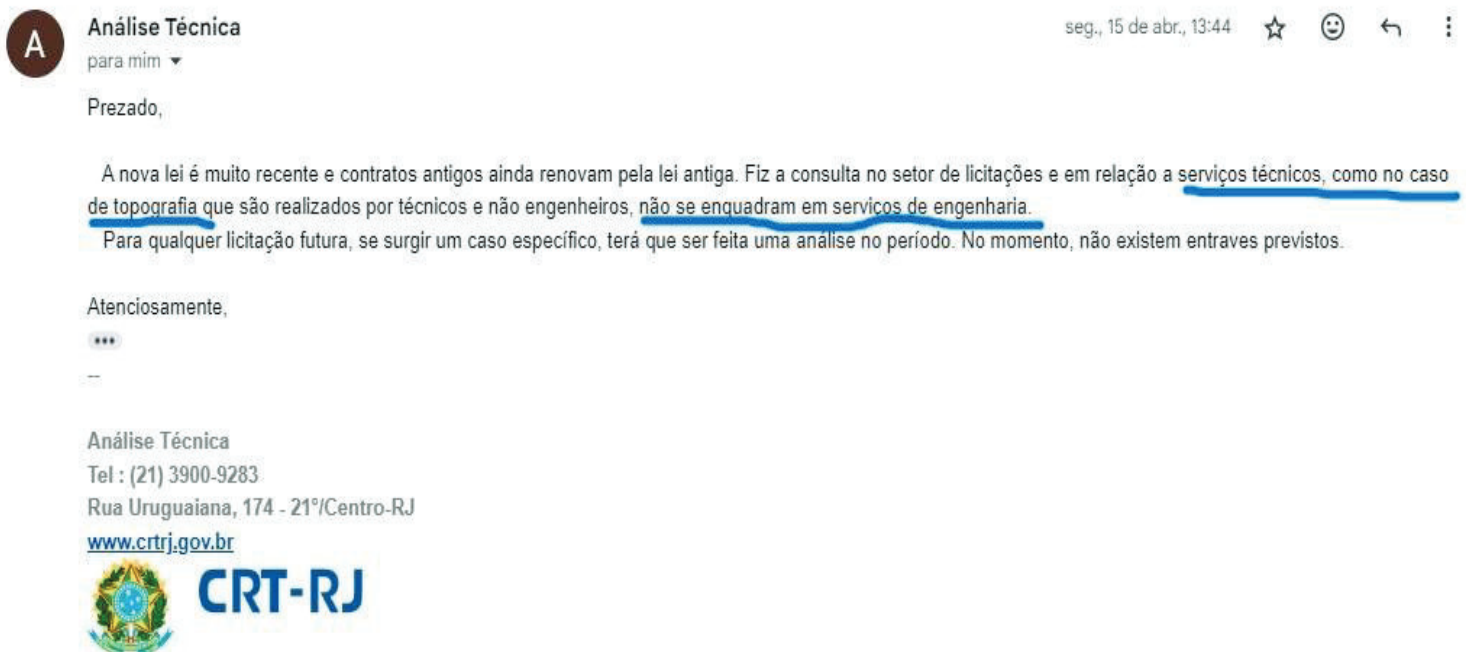 A
Análise Técnica
seg., 15 de abr., 13:44
para mim
Prezado,
A nova lei é muito recente e contratos antigos ainda renovam pela lei antiga. Fiz a consulta no setor de licitações e em relação a serviços técnicos, como no caso
de topografia que são realizados por técnicos e não engenheiros, não se enquadram em serviços de engenharia.
Para qualquer licitação futura, se surgir um caso específico, terá que ser feita uma análise no período. No momento, não existem entraves previstos.
Atenciosamente,
--
Análise Técnica
Tel : (21) 3900-9283
Rua Uruguaiana, 174 - 21º/Centro-RJ
www.crtrj.gov.br
CRT-RJ